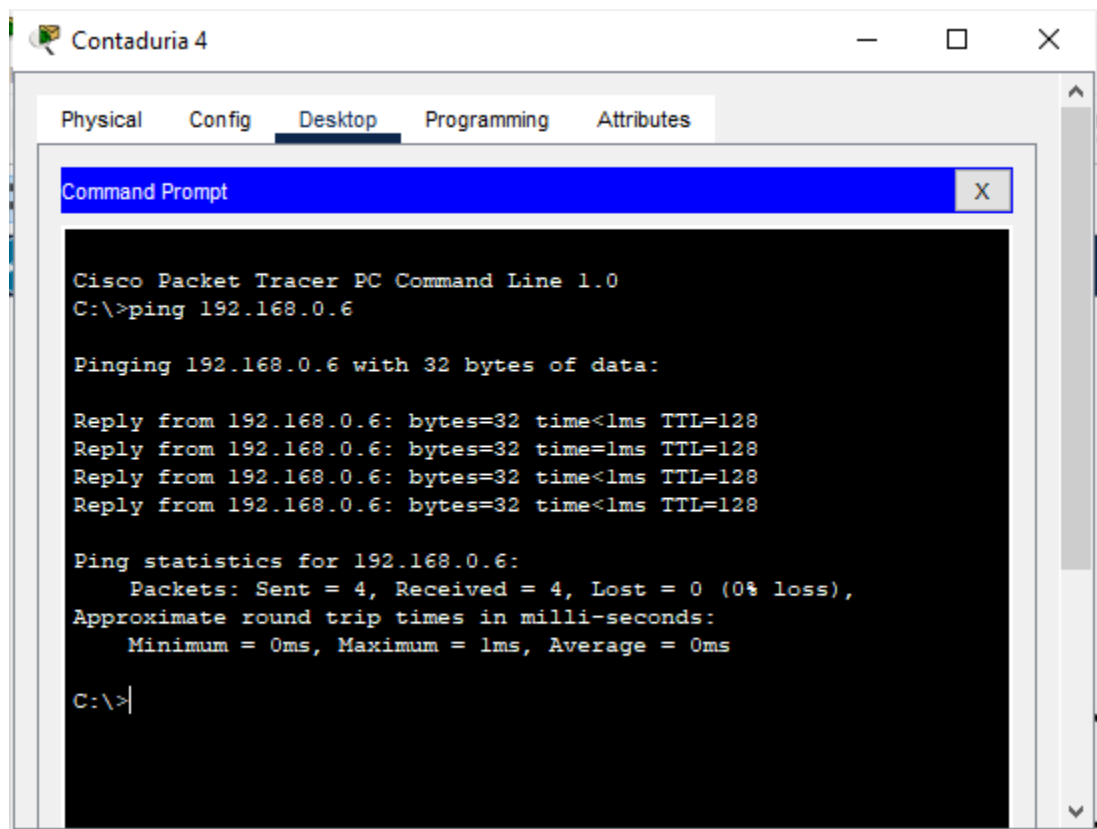 Contaduria 4
Physical Config Desktop Programming Attributes
Command Prompt
X
Cisco Packet Tracer PC Command Line 1.0
C:\>ping 192.168.0.6
Pinging 192.168.0.6 with 32 bytes of data:
Reply from 192.168.0.6: bytes=32 time<1ms TTL=128
Reply from 192.168.0.6: bytes=32 time=1ms TTL=128
Reply from 192.168.0.6: bytes=32 time<1ms TTL=128
Reply from 192.168.0.6: bytes=32 time<1ms TTL=128
Ping statistics for 192.168.0.6:
Packets: Sent = 4, Received = 4, Lost = 0 (0% loss),
Approximate round trip times in milli-seconds:
Minimum = 0ms, Maximum = 1ms, Average = 0ms
C:\>